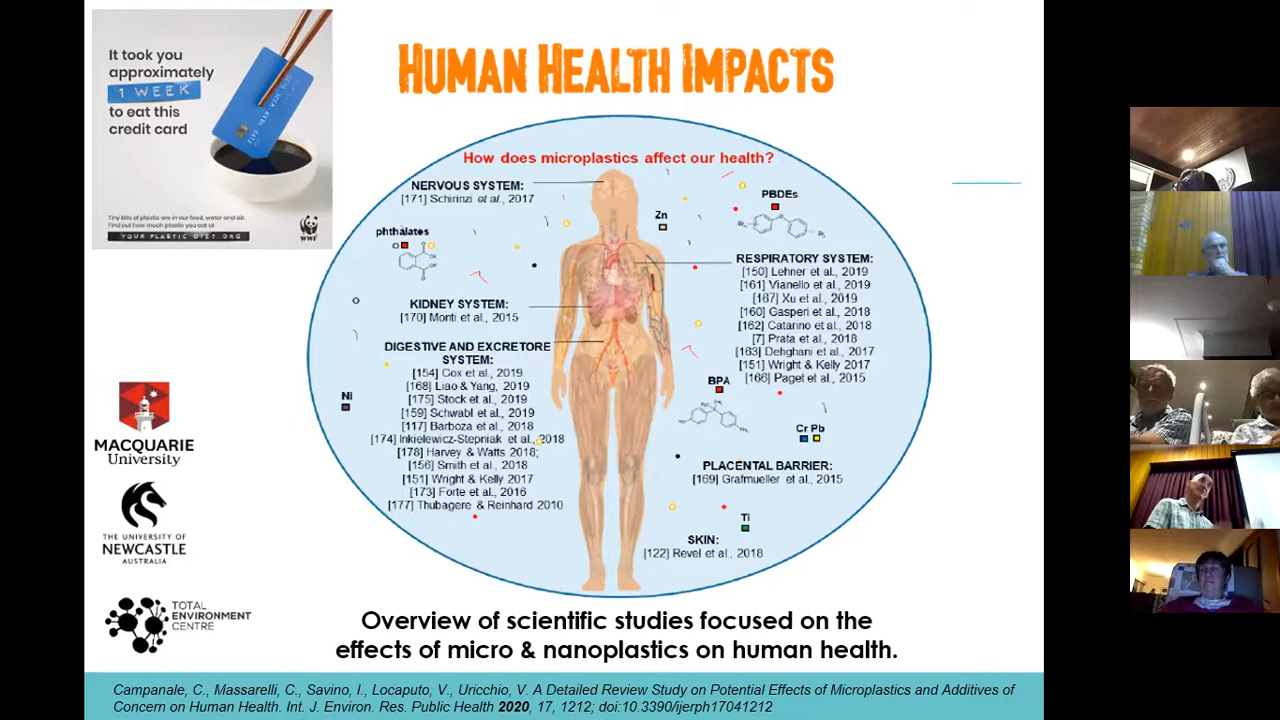 It took you
approximately
1 WEEK
to eat this
credit card
Tiny bits of plastic are in our food, water and air.
Find out how much plastic you eat at
YOUR PLASTIC DIET.ORG
WWF
HUMAN HEALTH IMPACTS
How does microplastics affect our health?
NERVOUS SYSTEM:
[171] Schirinzi et al., 2017
phthalates
KIDNEY SYSTEM:
[170] Monti et al., 2015
DIGESTIVE AND EXCRETORE
SYSTEM:
[154] Cox et al., 2019
[168] Liao & Yang, 2019
[175] Stock et al., 2019
[159] Schwabl et al., 2019
[117] Barboza et al., 2018
[174] Inkielewicz-Stepniak et al., 2018
[178] Harvey & Watts 2018;
[156] Smith et al., 2018
[151] Wright & Kelly 2017
[173] Forte et al., 2016
[177] Thubagere & Reinhard 2010
Ni
Zn
PBDEs
RESPIRATORY SYSTEM:
[150] Lehner et al., 2019
[161] Vianello et al., 2019
[167] Xu et al., 2019
[160] Gasperi et al., 2018
[162] Catarino et al., 2018
[7] Prata et al., 2018
[163] Dehghani et al., 2017
[151] Wright & Kelly 2017
[166] Paget et al., 2015
BPA
Cr Pb
PLACENTAL BARRIER:
[169] Grafmueller et al., 2015
Ti
SKIN:
[122] Revel et al., 2018
MACQUARIE
University
THE UNIVERSITY OF
NEWCASTLE
AUSTRALIA
TOTAL
ENVIRONMENT
CENTRE
Overview of scientific studies focused on the
effects of micro & nanoplastics on human health.
Campanale, C., Massarelli, C., Savino, I., Locaputo, V., Uricchio, V. A Detailed Review Study on Potential Effects of Microplastics and Additives of
Concern on Human Health. Int. J. Environ. Res. Public Health 2020, 17, 1212; doi:10.3390/ijerph17041212